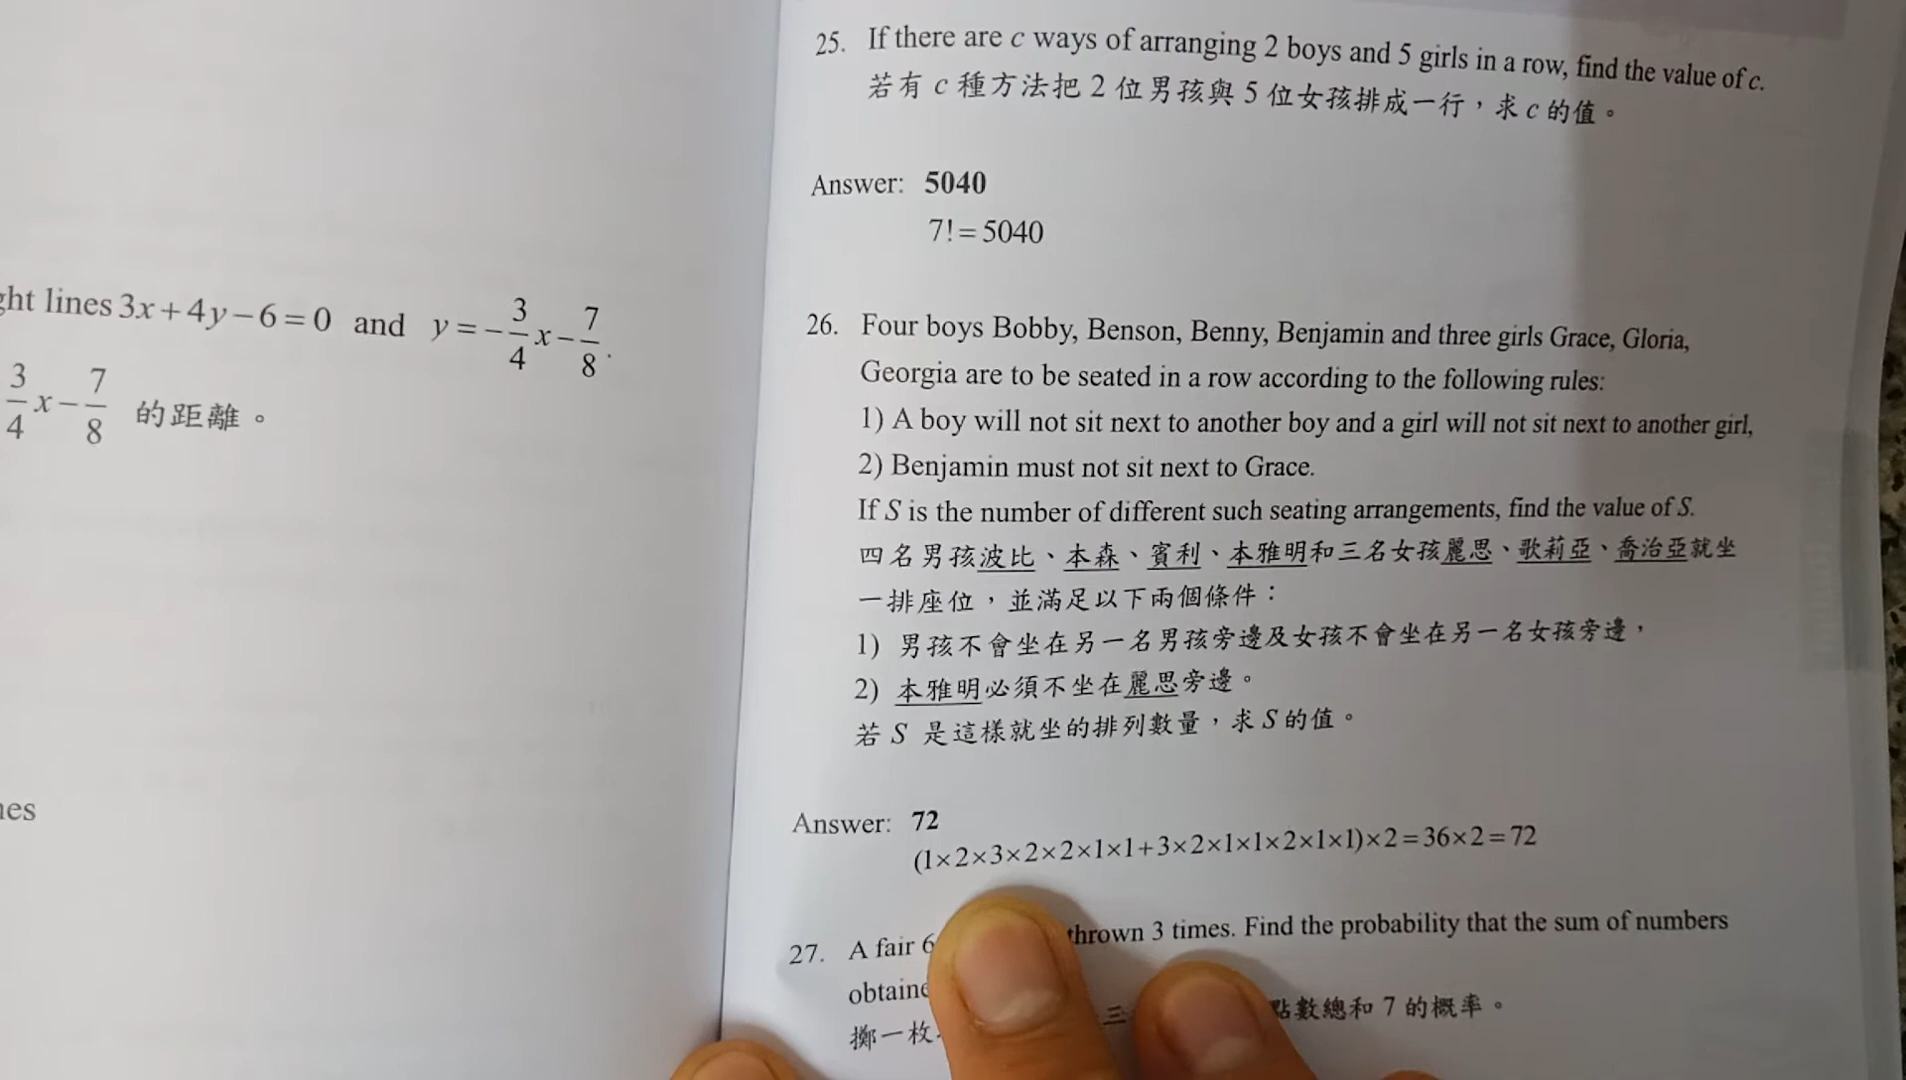 lines 3x+4y−6=0 and y=−3/4x−7/8.
3/4x−7/8 的距離。
25. If there are c ways of arranging 2 boys and 5 girls in a row, find the value of c.
若有 c 種方法把 2 位男孩與 5 位女孩排成一行，求 c 的值。
Answer: 5040
7!=5040
26. Four boys Bobby, Benson, Benny, Benjamin and three girls Grace, Gloria,
Georgia are to be seated in a row according to the following rules:
1) A boy will not sit next to another boy and a girl will not sit next to another girl,
2) Benjamin must not sit next to Grace.
If S is the number of different such seating arrangements, find the value of S.
四名男孩波比、本森、賓利、本雅明和三名女孩麗思、歌莉亞、喬治亞就坐
一排座位，並滿足以下兩個條件：
1) 男孩不會坐在另一名男孩旁邊及女孩不會坐在另一名女孩旁邊，
2) 本雅明必須不坐在麗思旁邊。
若 S 是這樣就坐的排列數量，求 S 的值。
Answer: 72
(1×2×3×2×2×1×1+3×2×1×1×2×1×1)×2=36×2=72
27. A fair 6 thrown 3 times. Find the probability that the sum of numbers
擲一枚 三 點數總和 7 的概率。